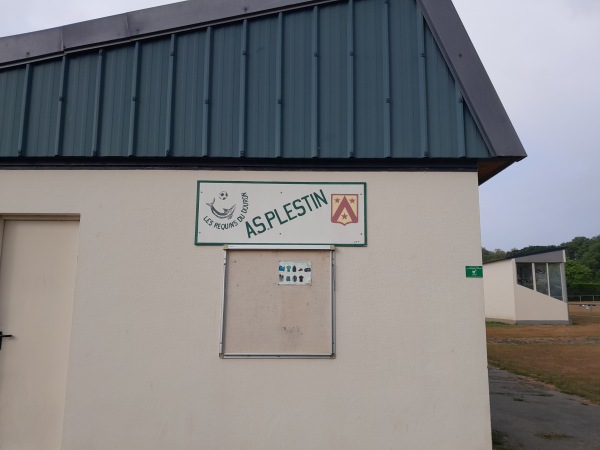 LES REQUINS DU DOURON
AS.PLESTIN